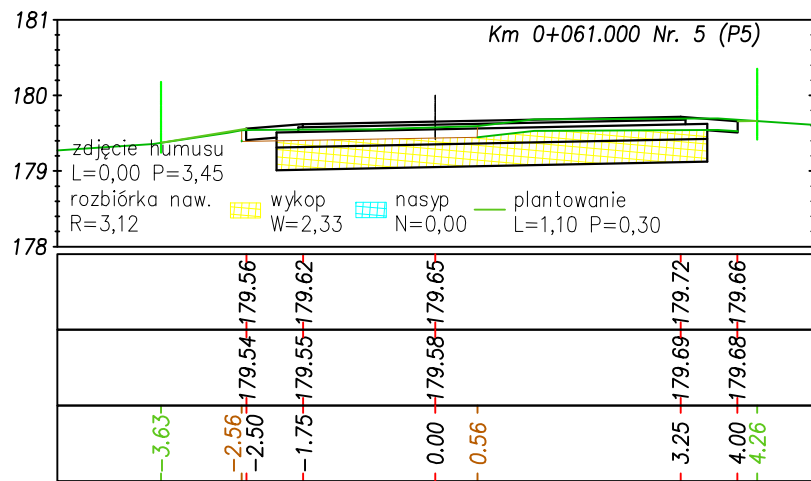 181
Km 0+061.000 Nr. 5 (P5)
180
zdjęcie humusu
179
L=0,00 P=3,45
rozbiórka naw. wykop nasyp plantowanie
R=3,12 W=2,33 N=0,00 L=1,10 P=0,30
178
179.56 179.62 179.65 179.72 179.66
179.54 179.55 179.58 179.69 179.68
-3.63 -2.56 -2.50 -1.75 0.00 0.56 3.25 4.00 4.26